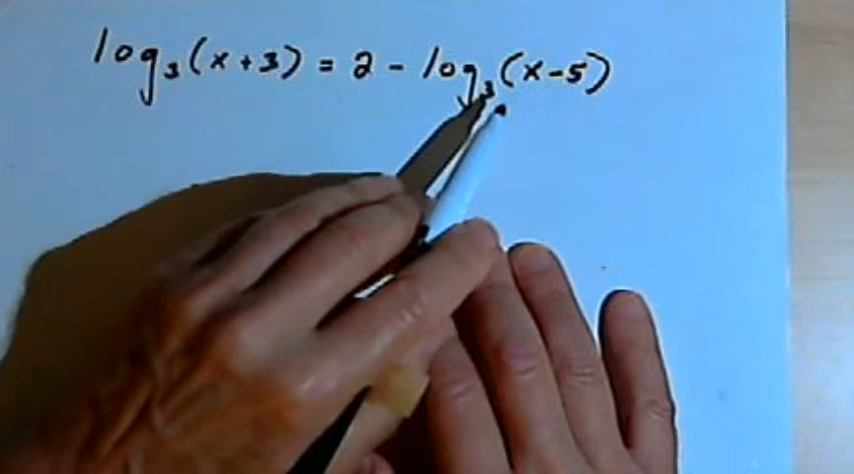 log₃(x+3) = 2 - log₃(x-5)